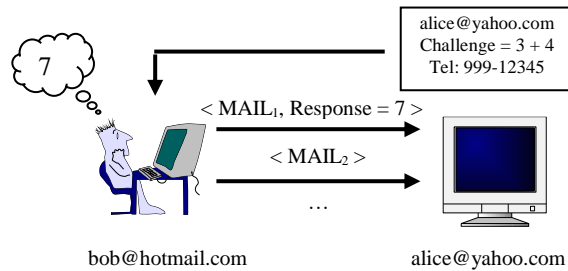 alice@yahoo.com
Challenge = 3 + 4
Tel: 999-12345
7
< MAIL₁, Response = 7 >
< MAIL₂ >
…
bob@hotmail.com
alice@yahoo.com